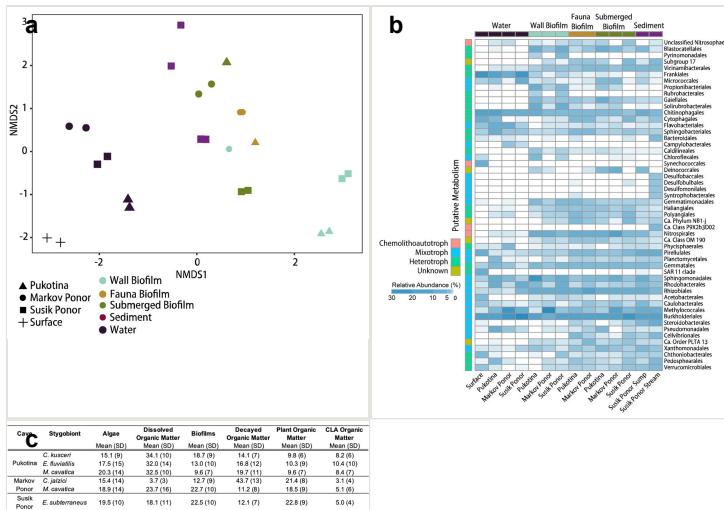 a
3
2
1
0
-1
-2
NMDS2
-2
0
2
NMDS1
Pukotina
Markov Ponor
Susik Ponor
Surface
Wall Biofilm
Fauna Biofilm
Submerged Biofilm
Sediment
Water
b
Water
Wall Biofilm
Fauna Biofilm
Submerged Biofilm
Sediment
Putative Metabolism
Chemolithoautotroph
Mixotroph
Heterotroph
Unknown
Relative Abundance (%)
30 15 0
Unclassified Nitrosophae
Blastocatellales
Pyrinomonadales
Subgroup 17
Vicinamibacterales
Frankiales
Micrococcales
Propionibacteriales
Rubrobacterales
Gaiellales
Solirubrobacterales
Chitinophagales
Cytophagales
Flavobacteriales
Sphingobacteriales
Bacteroidales
Campylobacterales
Caldilineales
Chloroflexales
Synechococales
Deinococcales
Desulfobaccales
Desulfobulbales
Desulfomonilales
Syntrophobacterales
Gemmatimonadales
Haliangiales
Polyangiales
Ca. Phylum NB1-j
Ca. Class P9X2b3D02
Nitrospirales
Ca. Class OM 190
Phycisphaerales
Pirellulales
Planctomycetales
Gemmatales
SAR 11 clade
Sphingomonadales
Rhodobacterales
Rhizobiales
Acetobacterales
Caulobacterales
Methylococcales
Burkholderiales
Steroidobacterales
Pseudomonadales
Cellvibrionales
Ca. Order PLTA 13
Xanthomonadales
Chthoniobacterales
Pedosphaerales
Verrucomicrobiales
Surface
Pukotina
Markov Ponor
Susik Ponor
Pukotina
Markov Ponor
Susik Ponor
Pukotina
Markov Ponor
Pukotina
Markov Ponor
Susik Ponor
Susik Ponor Sump
Susik Ponor Stream
c
Cave Stygobiont Algae Dissolved Organic Matter Biofilms Decayed Organic Matter Plant Organic Matter CLA Organic Matter
Mean (SD) Mean (SD) Mean (SD) Mean (SD) Mean (SD) Mean (SD)
C. kusceri 15.1 (9) 34.1 (10) 18.7 (9) 14.1 (7) 9.8 (6) 8.2 (6)
Pukotina E. fluviatilis 17.5 (15) 32.0 (14) 13.0 (10) 16.8 (12) 10.3 (9) 10.4 (10)
M. cavatica 20.3 (14) 32.5 (10) 9.6 (7) 19.7 (11) 9.6 (7) 8.4 (7)
Markov Ponor C. jalzici 15.4 (14) 3.7 (3) 12.7 (9) 43.7 (13) 21.4 (8) 3.1 (4)
M. cavatica 18.9 (14) 23.7 (16) 22.7 (10) 11.2 (8) 18.5 (9) 5.1 (6)
Susik Ponor E. subterraneus 19.5 (10) 18.1 (11) 22.5 (10) 12.1 (7) 22.8 (9) 5.0 (4)